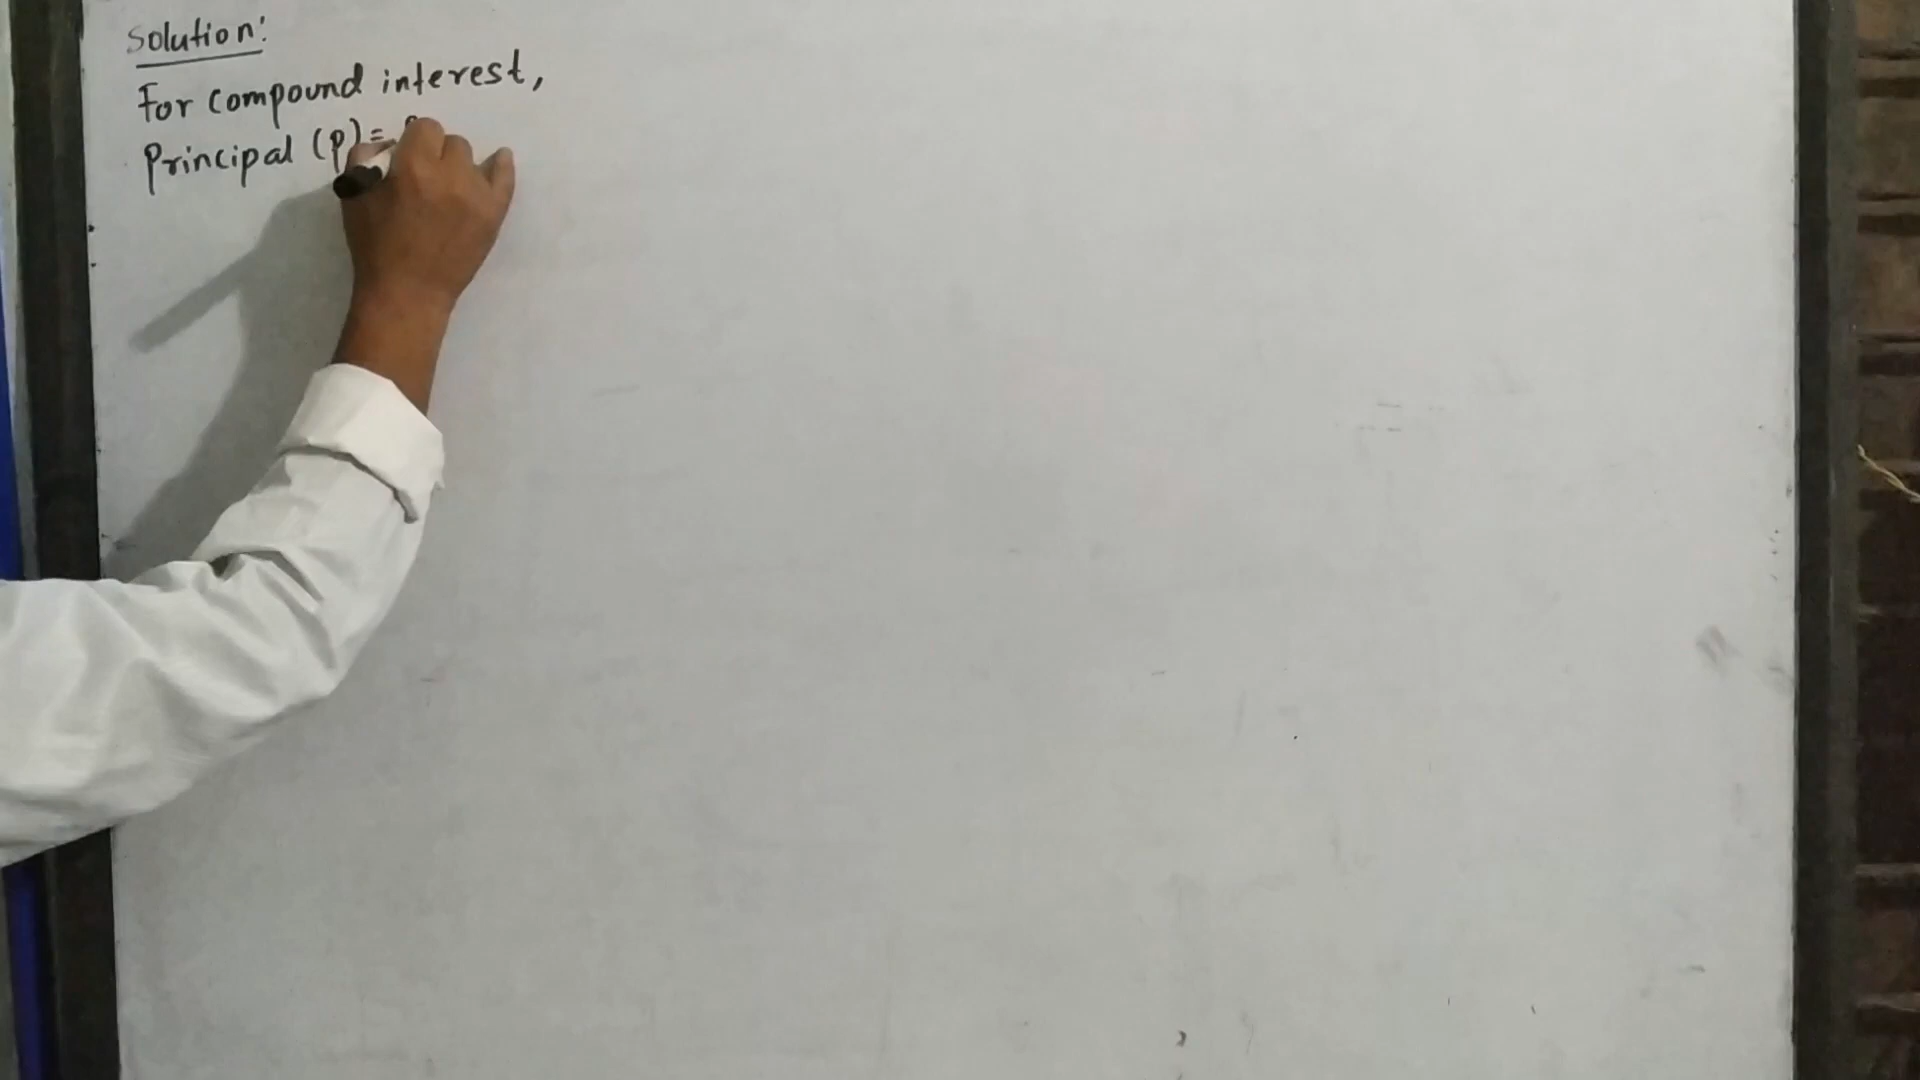 Solution:
For compound interest,
Principal (P) =